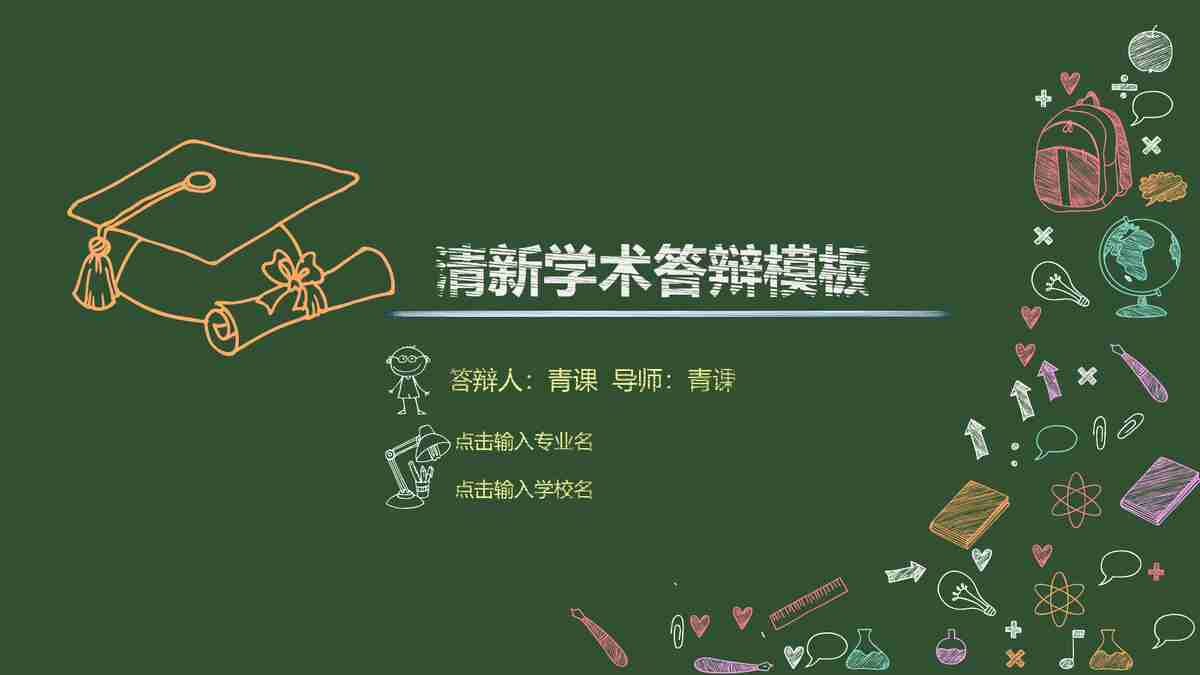 清新学术答辩模板
答辩人：青课 导师：青课
点击输入专业名
点击输入学校名